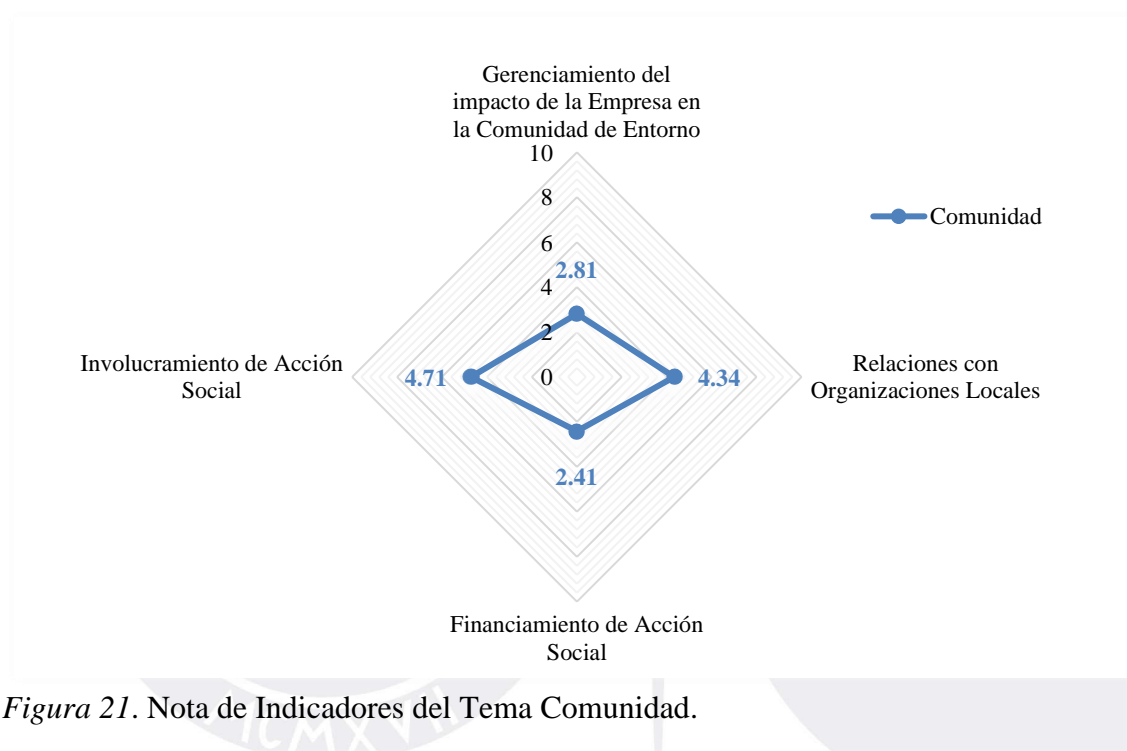 Gerenciamiento del
impacto de la Empresa en
la Comunidad de Entorno
10
8
6
4
2
0
2.81
Comunidad
Involucramiento de Acción
Social
4.71
4.34
Relaciones con
Organizaciones Locales
2.41
Financiamiento de Acción
Social
Figura 21. Nota de Indicadores del Tema Comunidad.